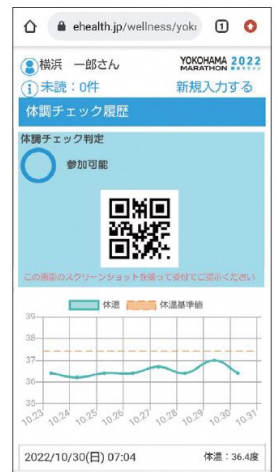 ehealth.jp/wellness/yok
1
横浜 一郎さん
YOKOHAMA 2022
MARATHON
未読：0件
新規入力する
体調チェック履歴
体調チェック判定
参加可能
この画面のスクリーンショットを撮って受付でご提示ください
体温 体温基準値
39
38
37
36
35
10.23 10.24 10.25 10.26 10.27 10.28 10.29 10.30 10.31
2022/10/30(日) 07:04 体温：36.4度